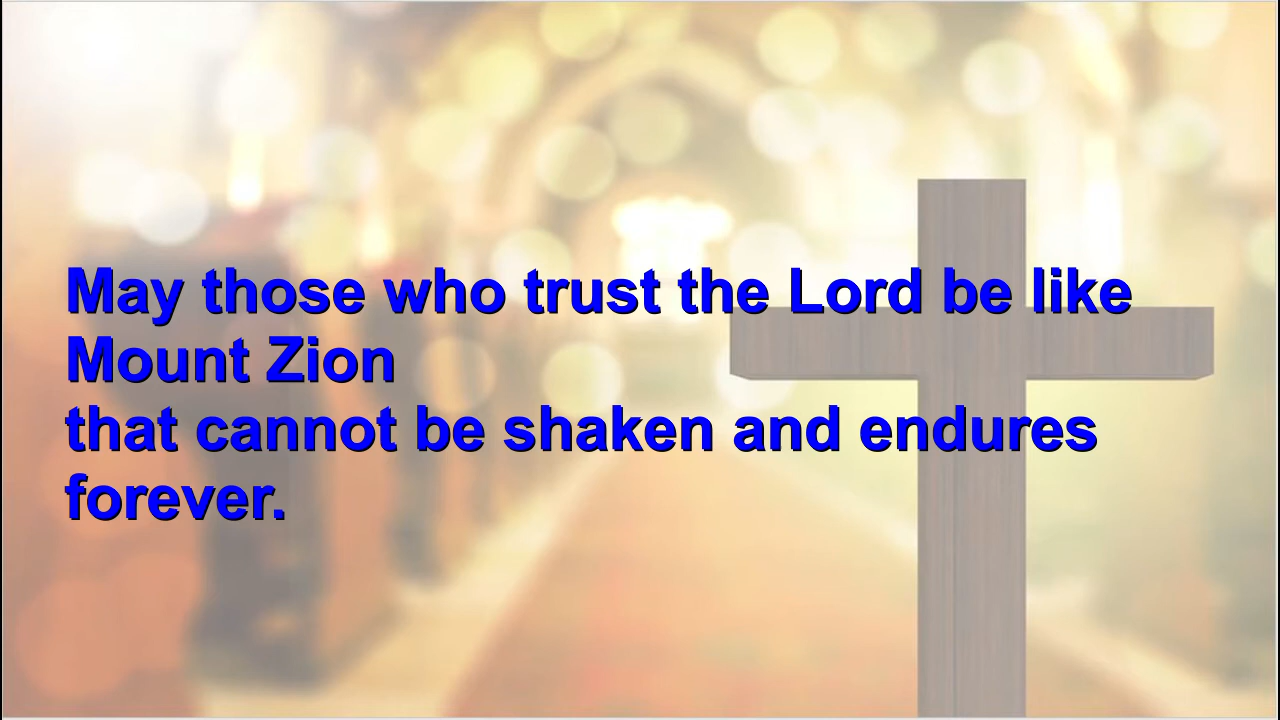 May those who trust the Lord be like
Mount Zion
that cannot be shaken and endures
forever.